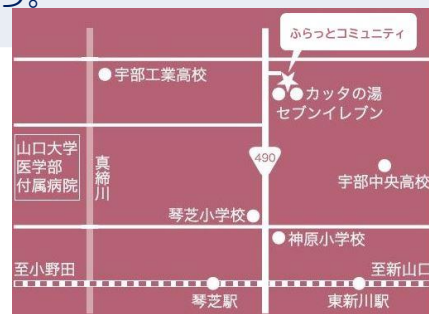 う。
ふらっとコミュニティ
宇部工業高校
カッタの湯
セブンイレブン
山口大学
医学部
付属病院
真締川
490
宇部中央高校
琴芝小学校
神原小学校
至小野田
至新山口
琴芝駅
東新川駅